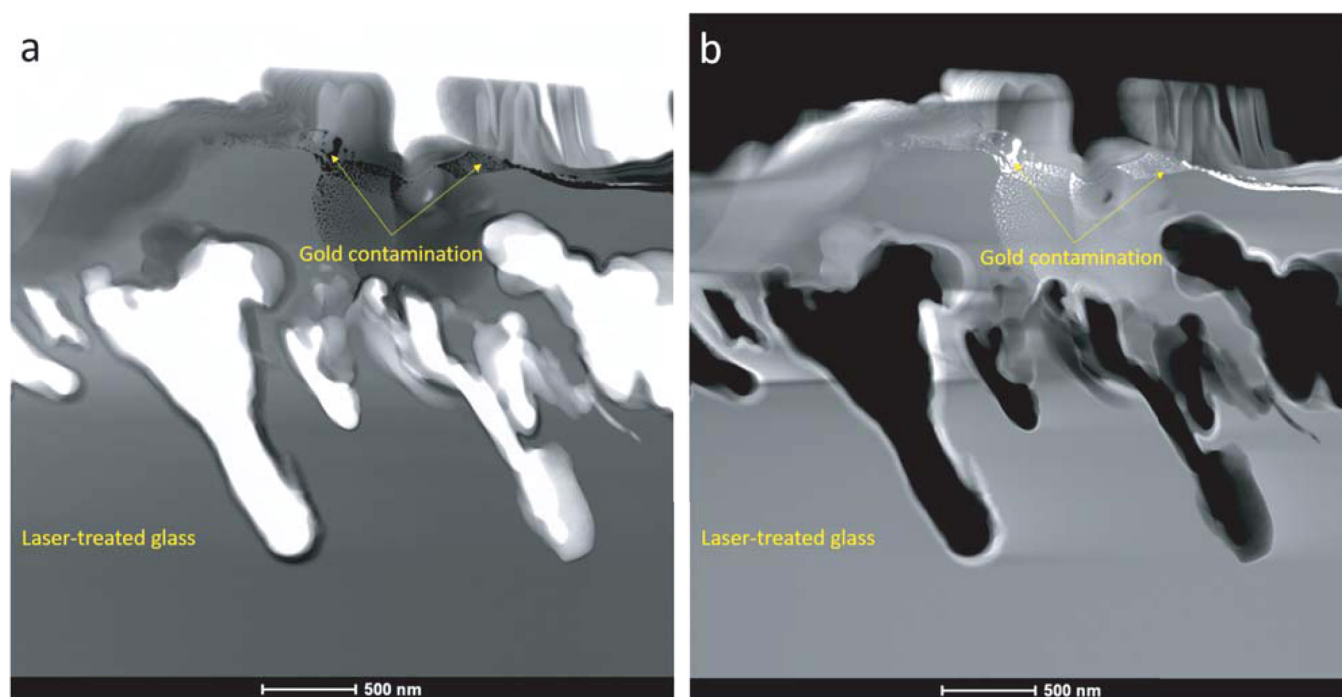 a
Gold contamination
Laser-treated glass
500 nm
b
Gold contamination
Laser-treated glass
500 nm